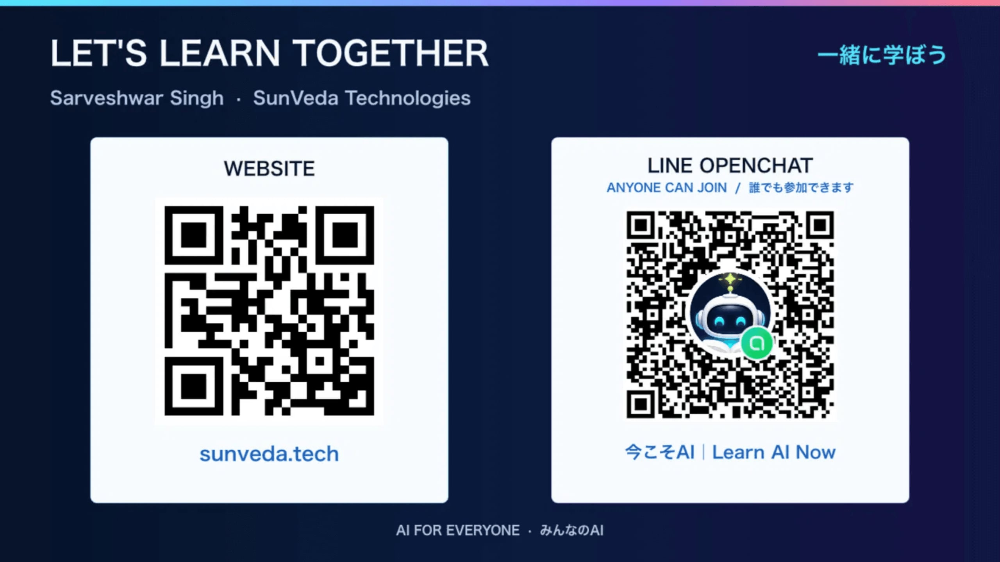 LET'S LEARN TOGETHER
一緒に学ぼう
Sarveshwar Singh · SunVeda Technologies
WEBSITE
sunveda.tech
LINE OPENCHAT
ANYONE CAN JOIN / 誰でも参加できます
今こそAI｜Learn AI Now
AI FOR EVERYONE · みんなのAI